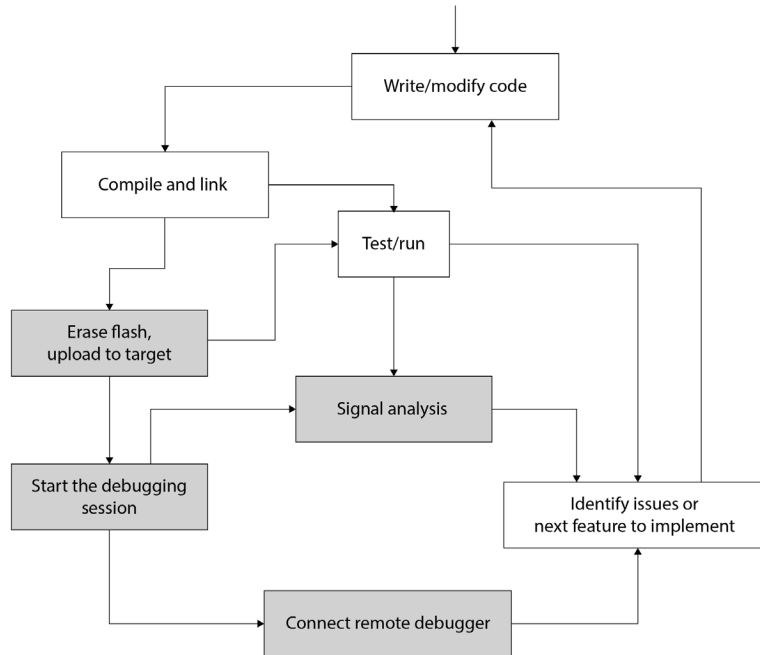 Write/modify code
Compile and link
Test/run
Erase flash,
upload to target
Signal analysis
Start the debugging
session
Identify issues or
next feature to implement
Connect remote debugger